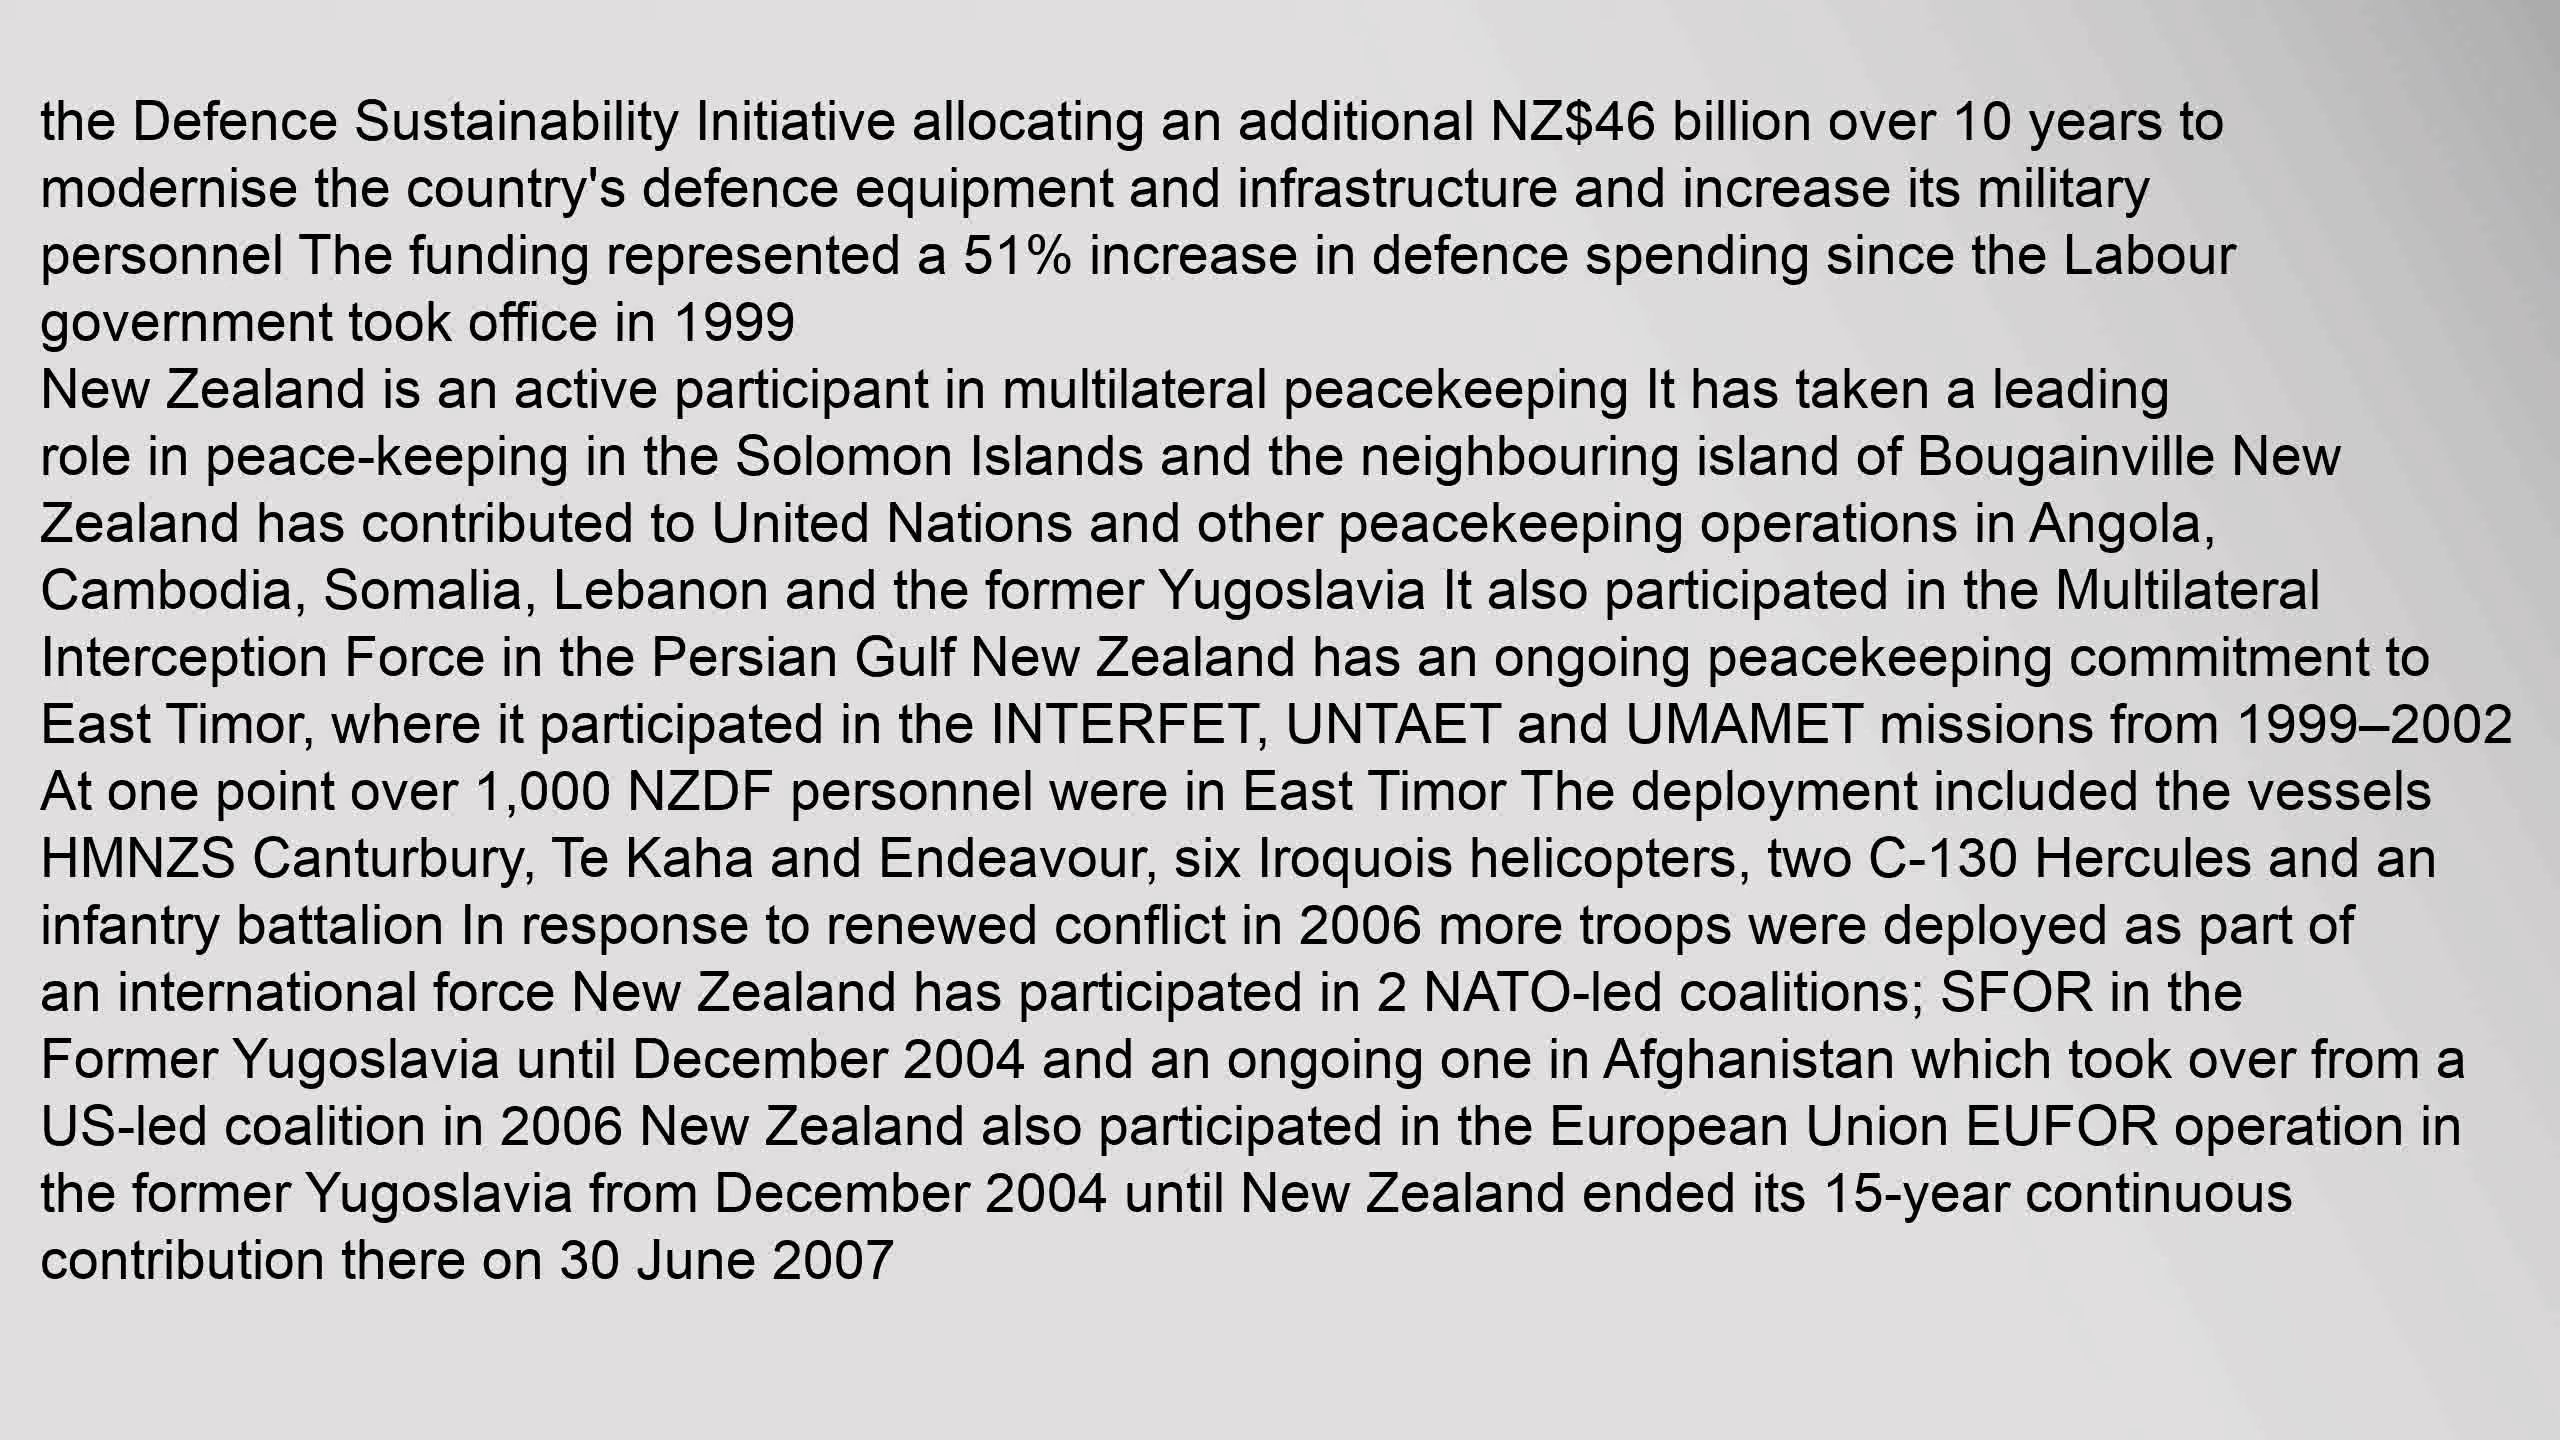 the Defence Sustainability Initiative allocating an additional NZ$46 billion over 10 years to
modernise the country's defence equipment and infrastructure and increase its military
personnel The funding represented a 51% increase in defence spending since the Labour
government took office in 1999
New Zealand is an active participant in multilateral peacekeeping It has taken a leading
role in peace-keeping in the Solomon Islands and the neighbouring island of Bougainville New
Zealand has contributed to United Nations and other peacekeeping operations in Angola,
Cambodia, Somalia, Lebanon and the former Yugoslavia It also participated in the Multilateral
Interception Force in the Persian Gulf New Zealand has an ongoing peacekeeping commitment to
East Timor, where it participated in the INTERFET, UNTAET and UMAMET missions from 1999–2002
At one point over 1,000 NZDF personnel were in East Timor The deployment included the vessels
HMNZS Canturbury, Te Kaha and Endeavour, six Iroquois helicopters, two C-130 Hercules and an
infantry battalion In response to renewed conflict in 2006 more troops were deployed as part of
an international force New Zealand has participated in 2 NATO-led coalitions; SFOR in the
Former Yugoslavia until December 2004 and an ongoing one in Afghanistan which took over from a
US-led coalition in 2006 New Zealand also participated in the European Union EUFOR operation in
the former Yugoslavia from December 2004 until New Zealand ended its 15-year continuous
contribution there on 30 June 2007